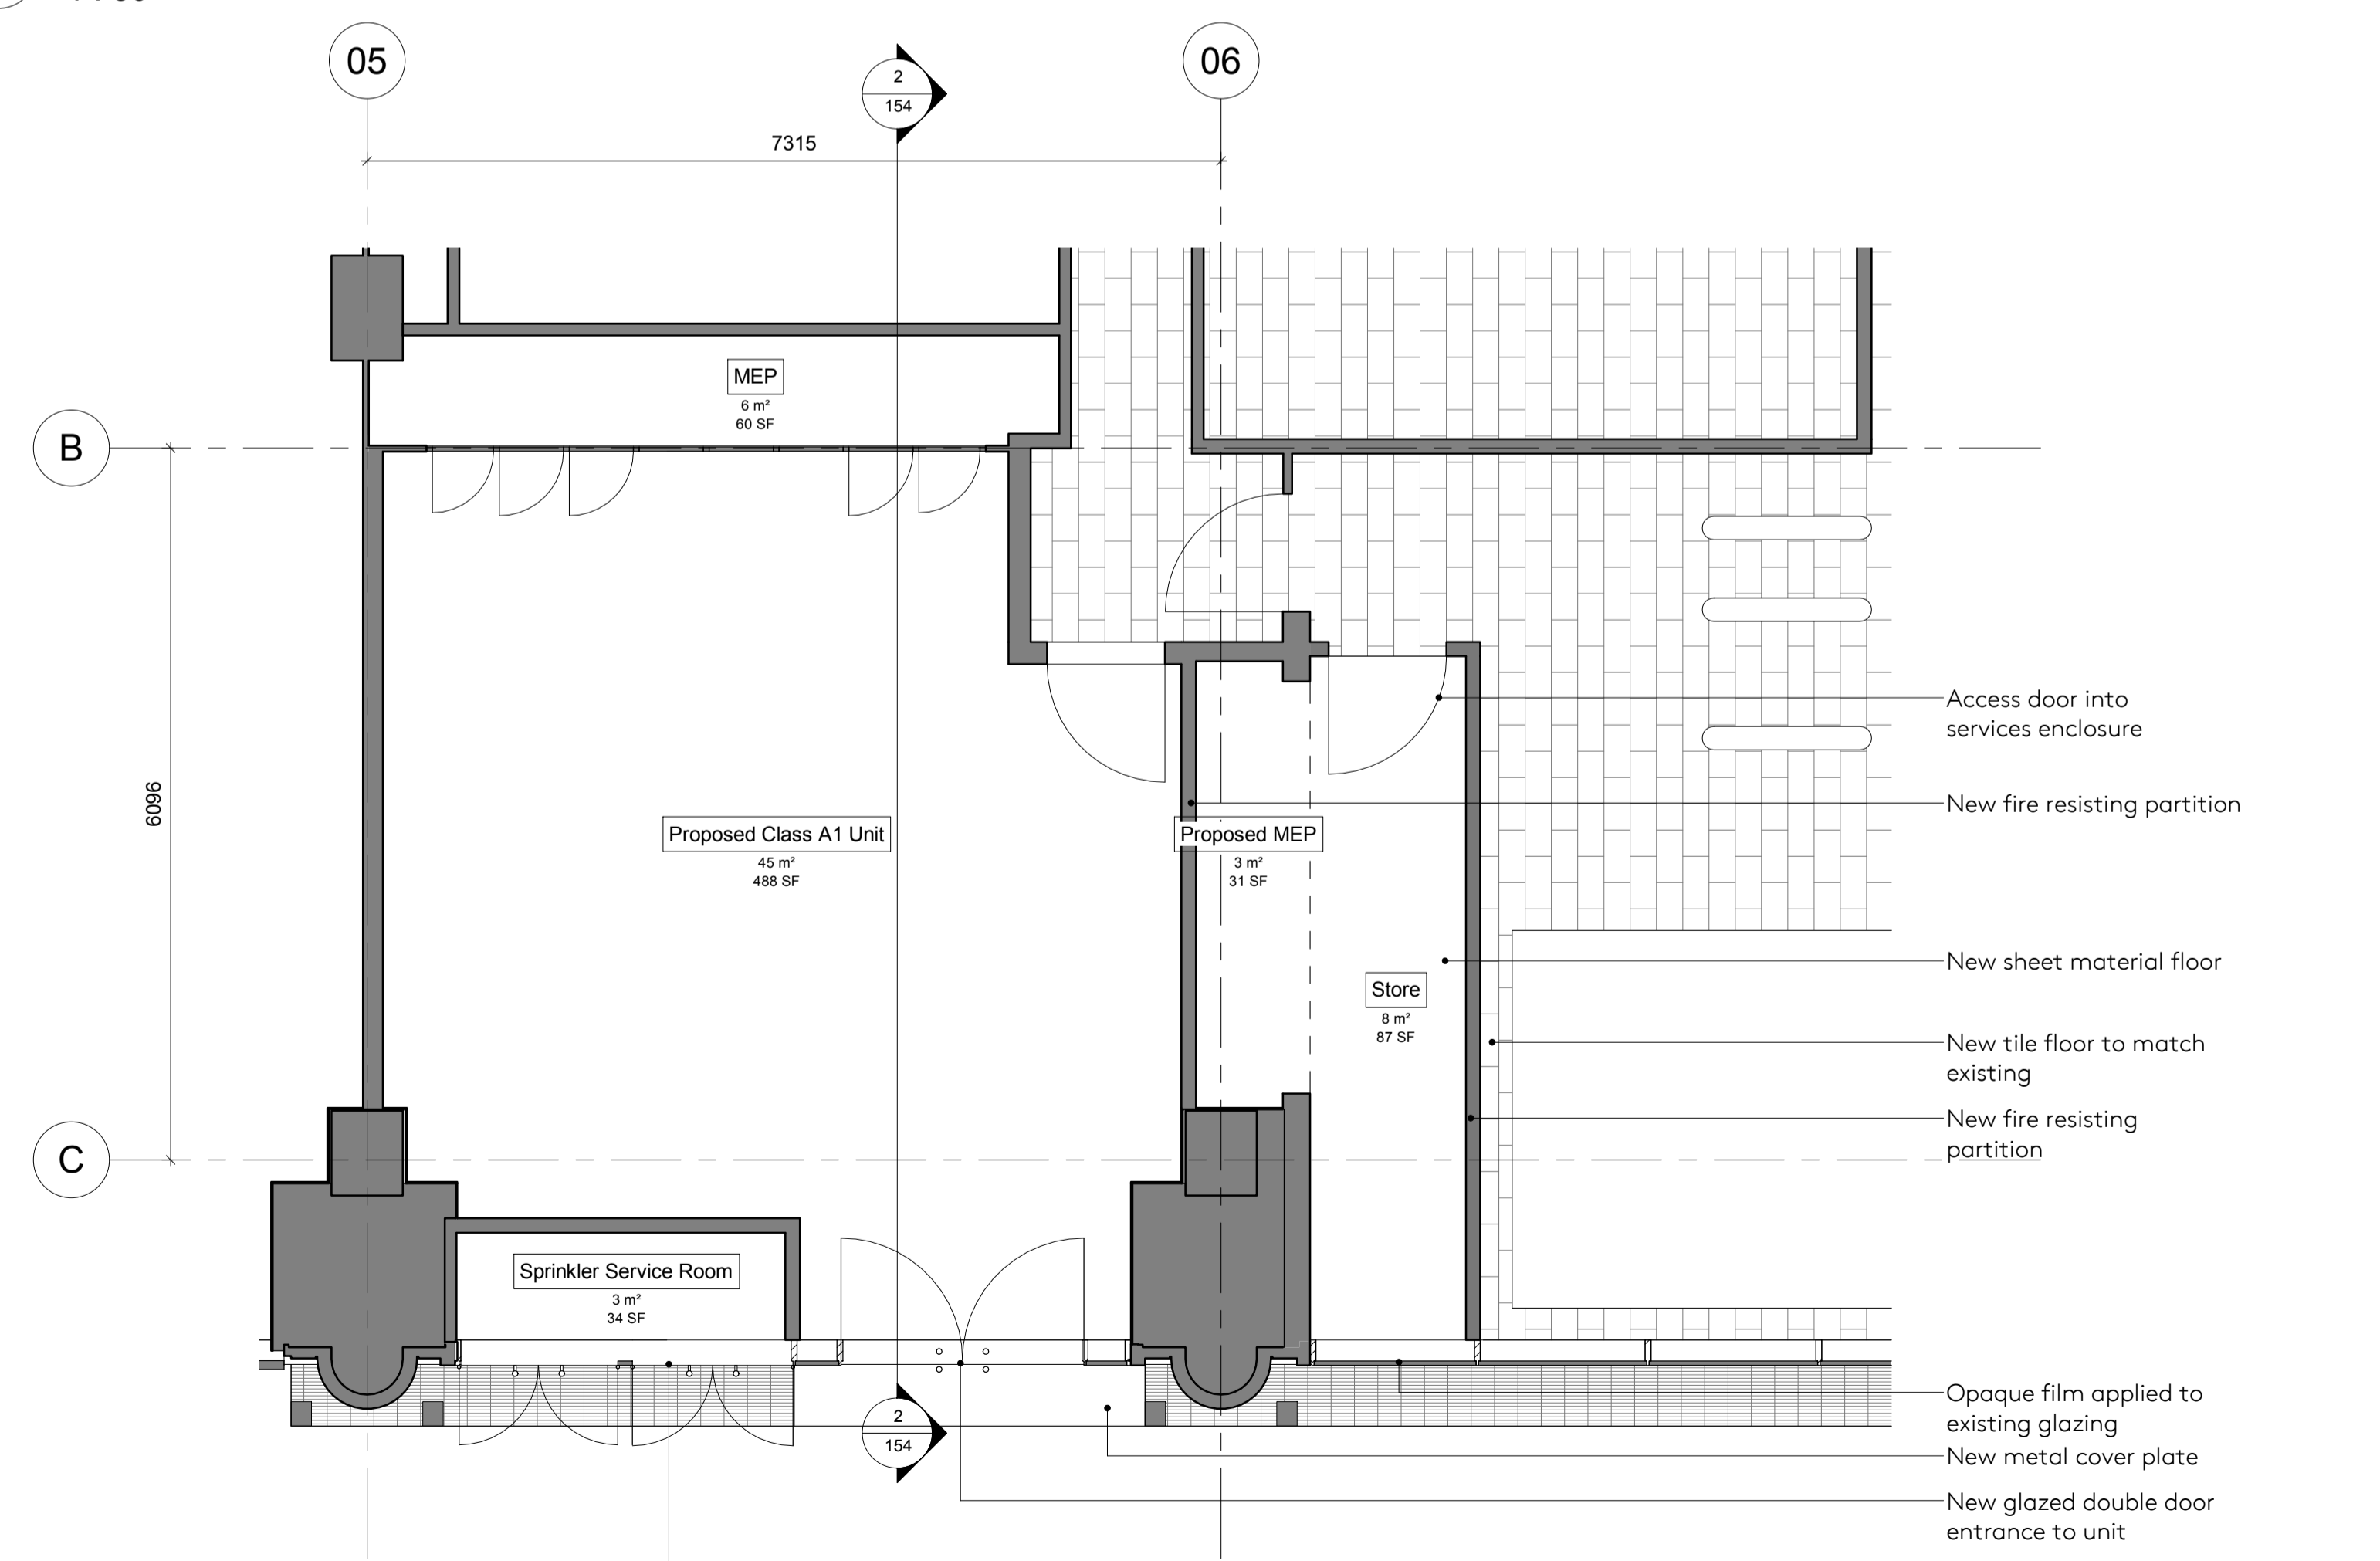 05
06
2
154
7315
MEP
6 m²
60 SF
B
6096
Access door into
services enclosure
New fire resisting partition
Proposed Class A1 Unit
45 m²
488 SF
Proposed MEP
3 m²
31 SF
New sheet material floor
Store
8 m²
87 SF
New tile floor to match
existing
New fire resisting
partition
C
Sprinkler Service Room
3 m²
34 SF
2
154
Opaque film applied to
existing glazing
New metal cover plate
New glazed double door
entrance to unit